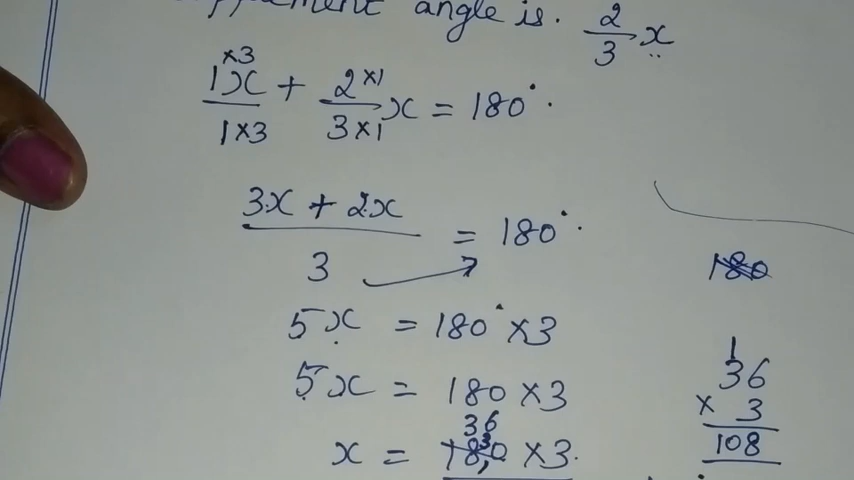 angle is. 2/3 x
1x×3/1×3 + 2×1/3×1 x = 180°.
3x + 2x/3 = 180°.
5x = 180° ×3
5x = 180 ×3
36
x = 180 ×3.
180
1
36
× 3
108